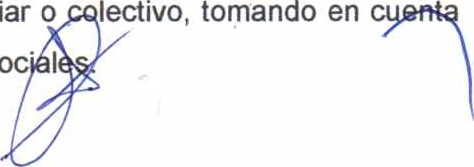 iar o colectivo, tomando en cuenta
ociales.